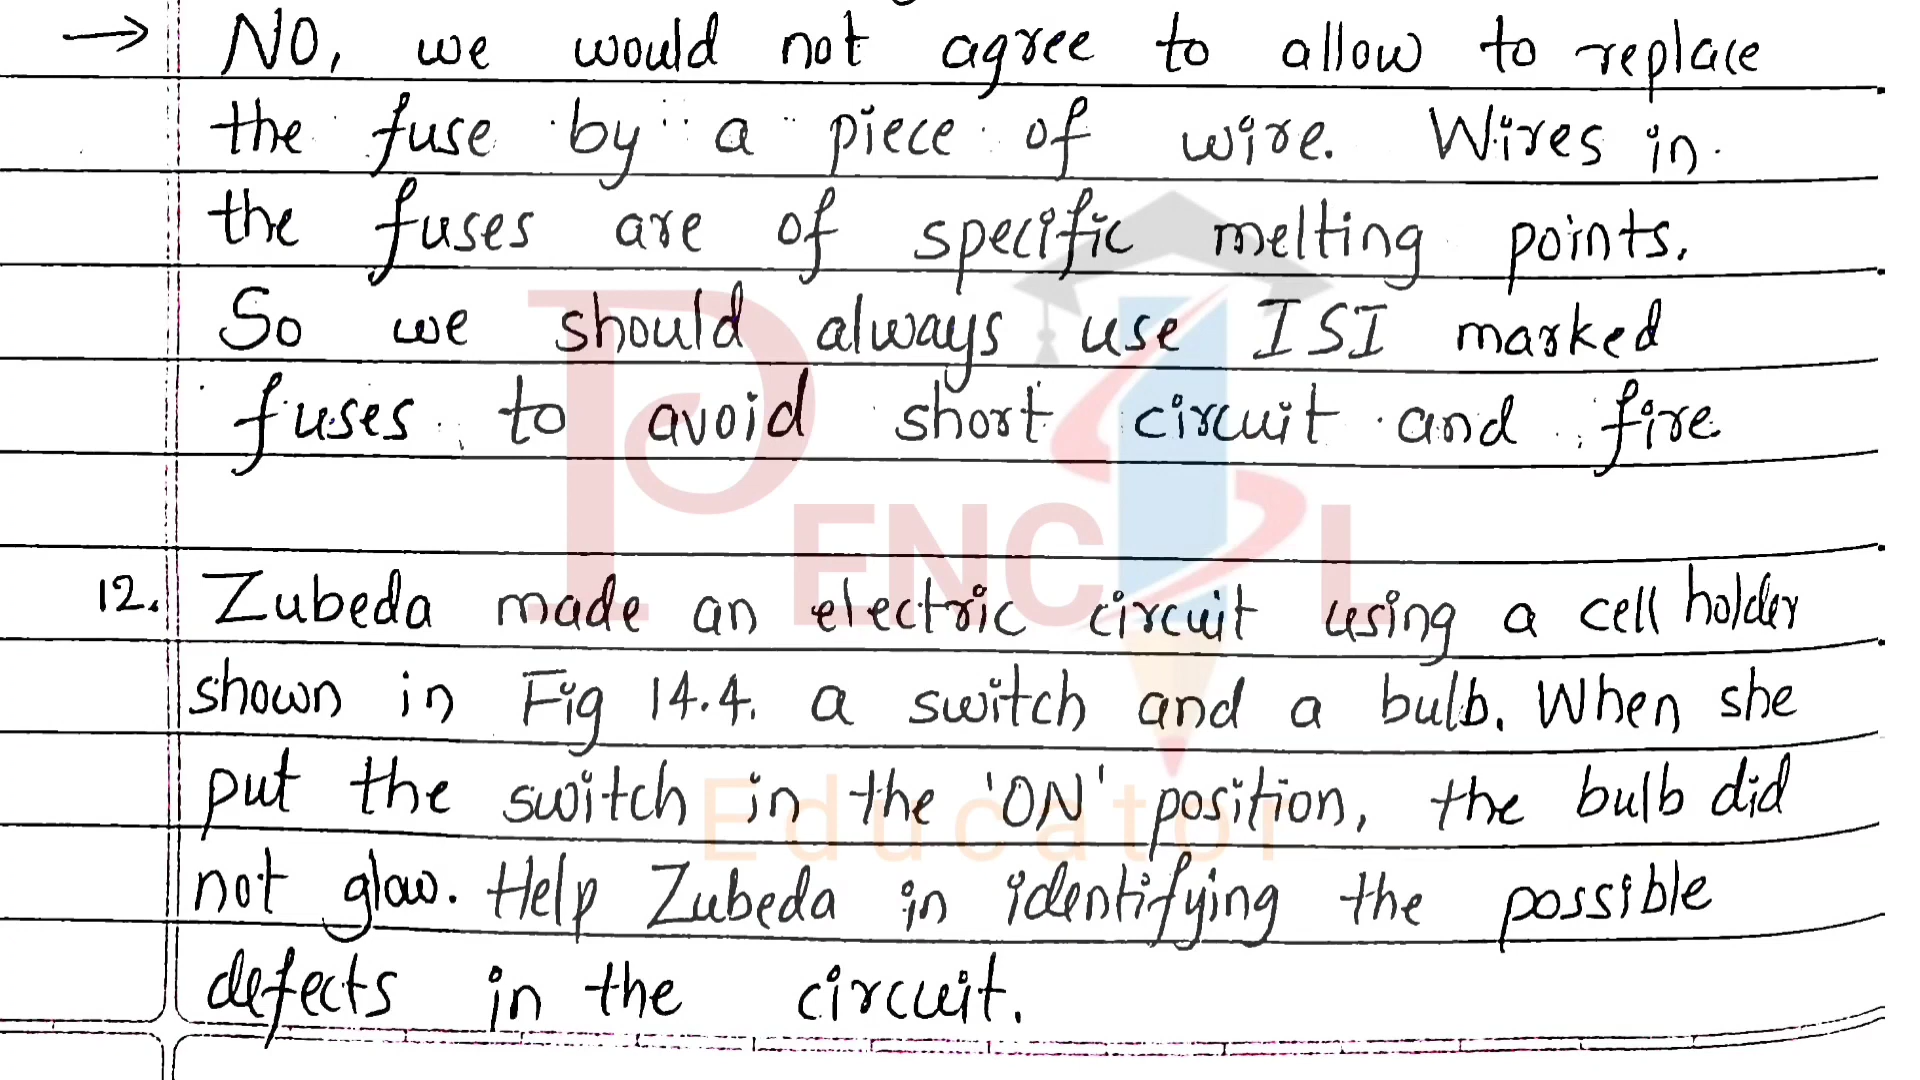 → NO, we would not agree to allow to replace
the fuse by a piece of wire. Wires in
the fuses are of specific melting points.
So we should always use ISI marked
fuses to avoid short circuit and fire
12. Zubeda made an electric circuit using a cell holder
shown in Fig 14.4. a switch and a bulb. When she
put the switch in the 'ON' position, the bulb did
not glow. Help Zubeda in identifying the possible
defects in the circuit.
PENCIL
Educator